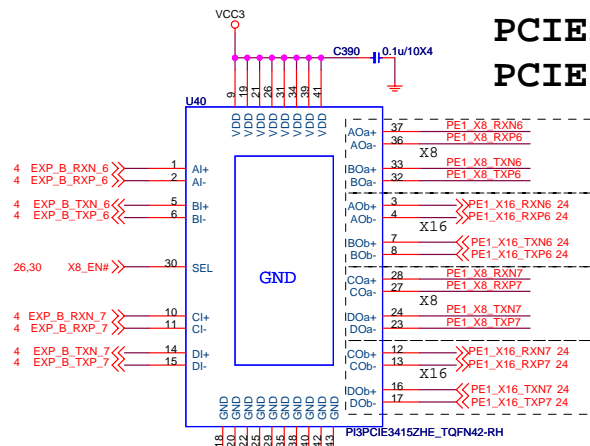 VCC3
PCIE
PCIE
C390 0.1u/10X4
U40
9 19 21 26 31 34 39 41
VDD VDD VDD VDD VDD VDD VDD VDD
4 EXP_B_RXN_6 1 AI+
4 EXP_B_RXP_6 2 AI-
4 EXP_B_TXN_6 5 BI+
4 EXP_B_TXP_6 6 BI-
26,30 X8_EN# 30 SEL
4 EXP_B_RXN_7 10 CI+
4 EXP_B_RXP_7 11 CI-
4 EXP_B_TXN_7 14 DI+
4 EXP_B_TXP_7 15 DI-
GND
AOa+ 37 PE1_X8_RXN6
AOa- 36 PE1_X8_RXP6
X8
BOa+ 33 PE1_X8_TXN6
BOa- 32 PE1_X8_TXP6
AOb+ 3 PE1_X16_RXN6 24
AOb- 4 PE1_X16_RXP6 24
X16
BOb+ 7 PE1_X16_TXN6 24
BOb- 8 PE1_X16_TXP6 24
COa+ 28 PE1_X8_RXN7
COa- 27 PE1_X8_RXP7
X8
DOa+ 24 PE1_X8_TXN7
DOa- 23 PE1_X8_TXP7
COb+ 12 PE1_X16_RXN7 24
COb- 13 PE1_X16_RXP7 24
X16
DOb+ 16 PE1_X16_TXN7 24
DOb- 17 PE1_X16_TXP7 24
GND GND GND GND GND GND GND GND GND GND
18 20 22 25 29 35 38 40 42 43
PI3PCIE3415ZHE_TQFN42-RH